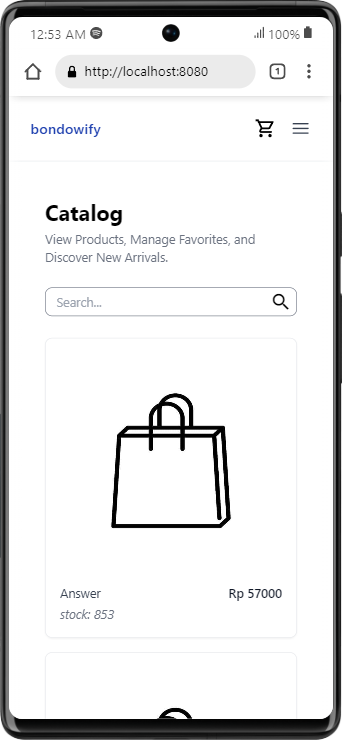 12:53 AM 100%
http://localhost:8080 1
bondowify
Catalog
View Products, Manage Favorites, and
Discover New Arrivals.
Search...
Answer Rp 57000
stock: 853